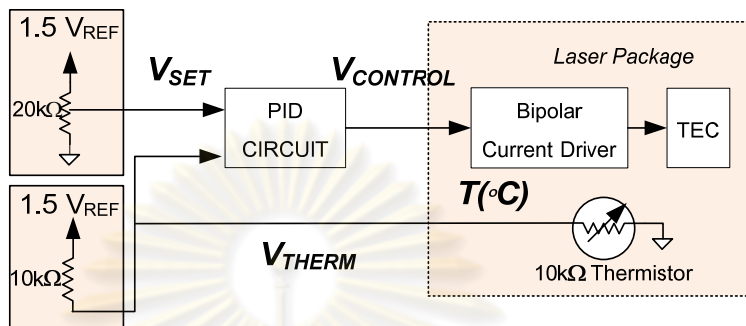 1.5 VREF
20kΩ
VSET
PID
CIRCUIT
VCONTROL
Laser Package
Bipolar
Current Driver
TEC
1.5 VREF
10kΩ
VTHERM
T(°C)
10kΩ Thermistor